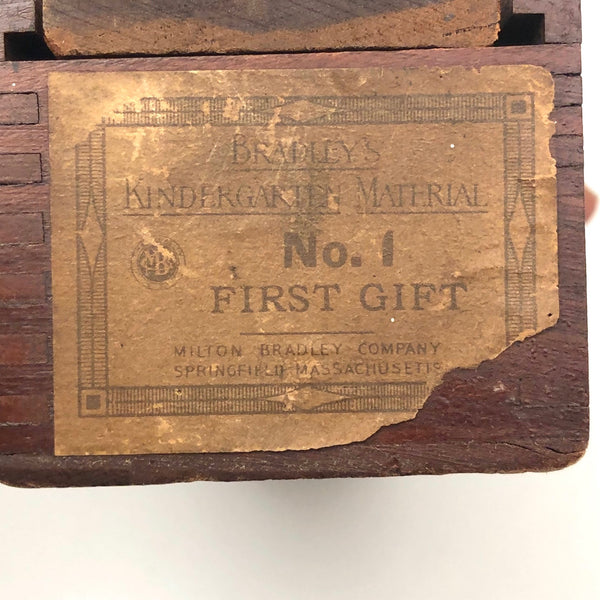 BRADLEY'S
KINDERGARTEN MATERIAL
No. 1
MB
FIRST GIFT
MILTON BRADLEY COMPANY
SPRINGFIELD MASSACHUSETTS